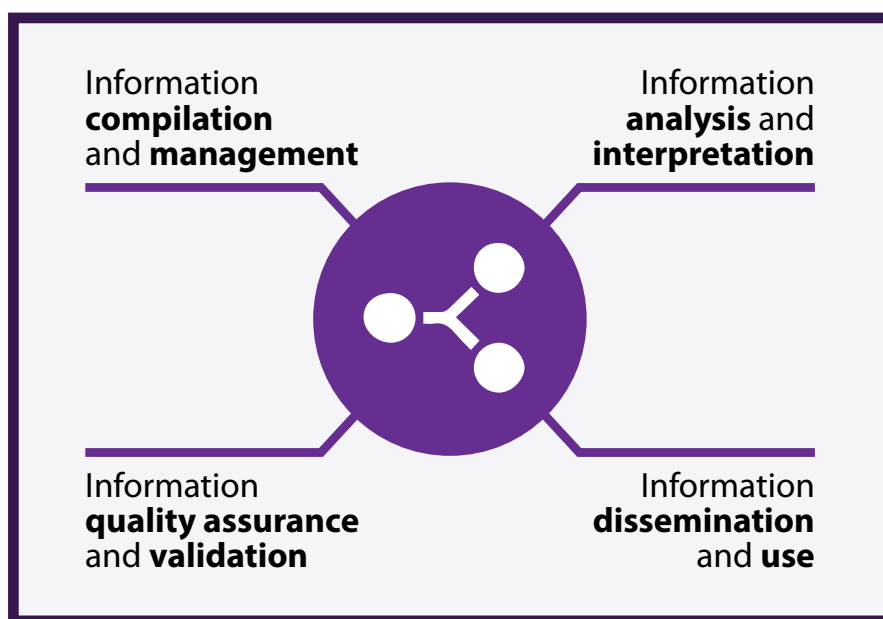 Information
compilation
and management
Information
analysis and
interpretation
Information
quality assurance
and validation
Information
dissemination
and use